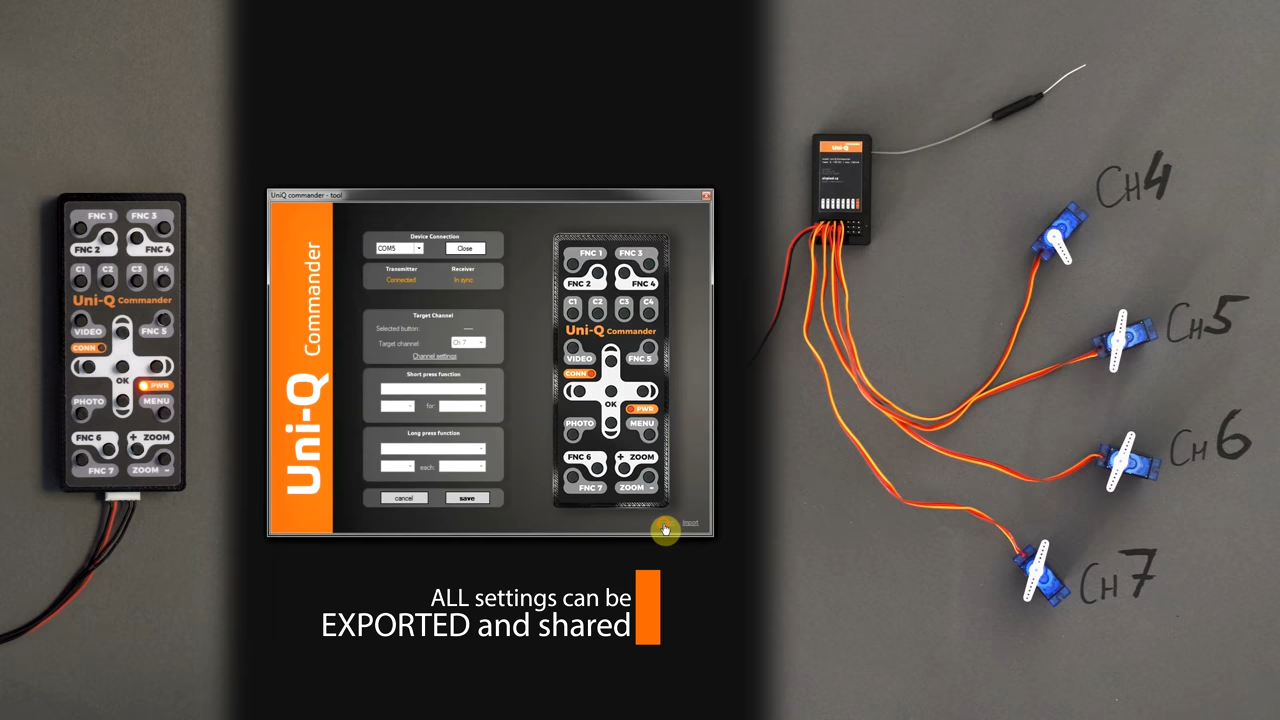 FNC 1 FNC 3
FNC 2 FNC 4
C1 C2 C3 C4
Uni-Q Commander
VIDEO FNC 5
CONN
OK
PWR
PHOTO MENU
FNC 6 + ZOOM
FNC 7 ZOOM -
UniQ commander - tool
Uni-Q Commander
Device Connection
COM5 Close
Transmitter Receiver
Connected In sync.
Target Channel
Selected button: ----
Target channel: Ch 7
Channel settings
Short press function
for
Long press function
each:
cancel save
FNC 1 FNC 3
FNC 2 FNC 4
C1 C2 C3 C4
Uni-Q Commander
VIDEO FNC 5
CONN
OK
PWR
PHOTO MENU
FNC 6 + ZOOM
FNC 7 ZOOM -
Import
ALL settings can be
EXPORTED and shared
Uni-Q
CH4
CH5
CH6
CH7